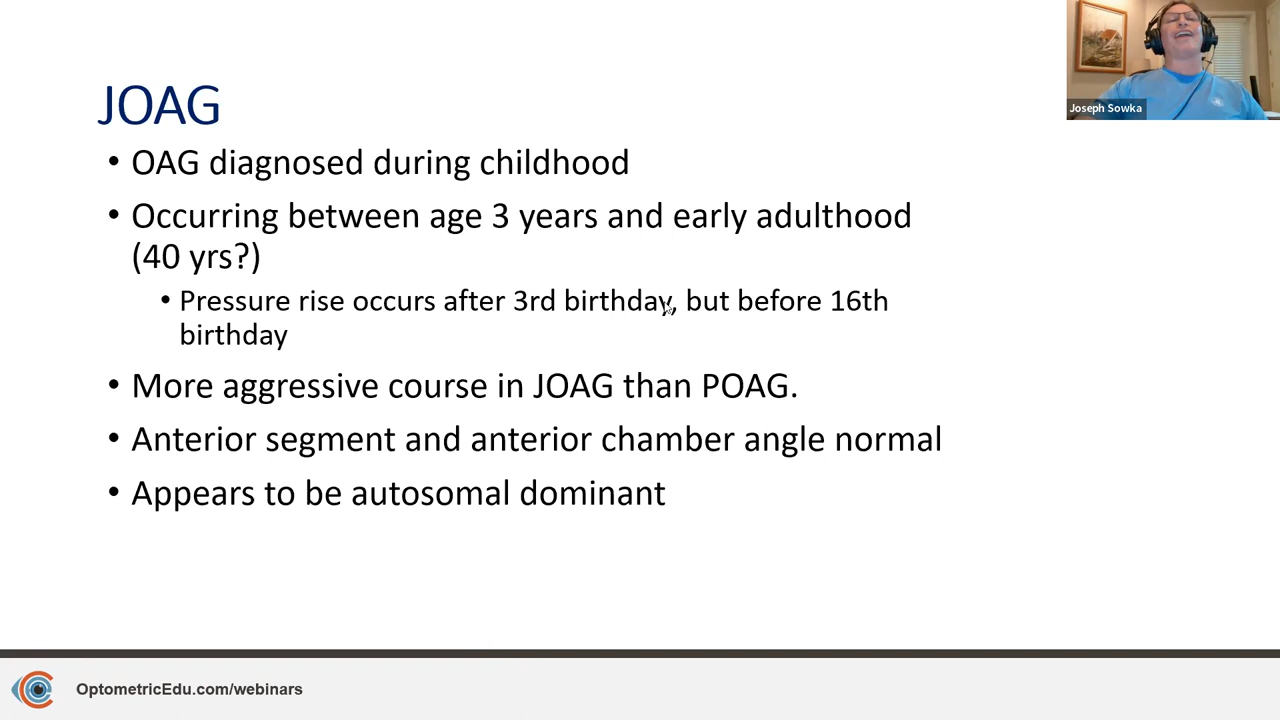 Joseph Sowka
JOAG
• OAG diagnosed during childhood
• Occurring between age 3 years and early adulthood
(40 yrs?)
• Pressure rise occurs after 3rd birthday, but before 16th
birthday
• More aggressive course in JOAG than POAG.
• Anterior segment and anterior chamber angle normal
• Appears to be autosomal dominant
OptometricEdu.com/webinars